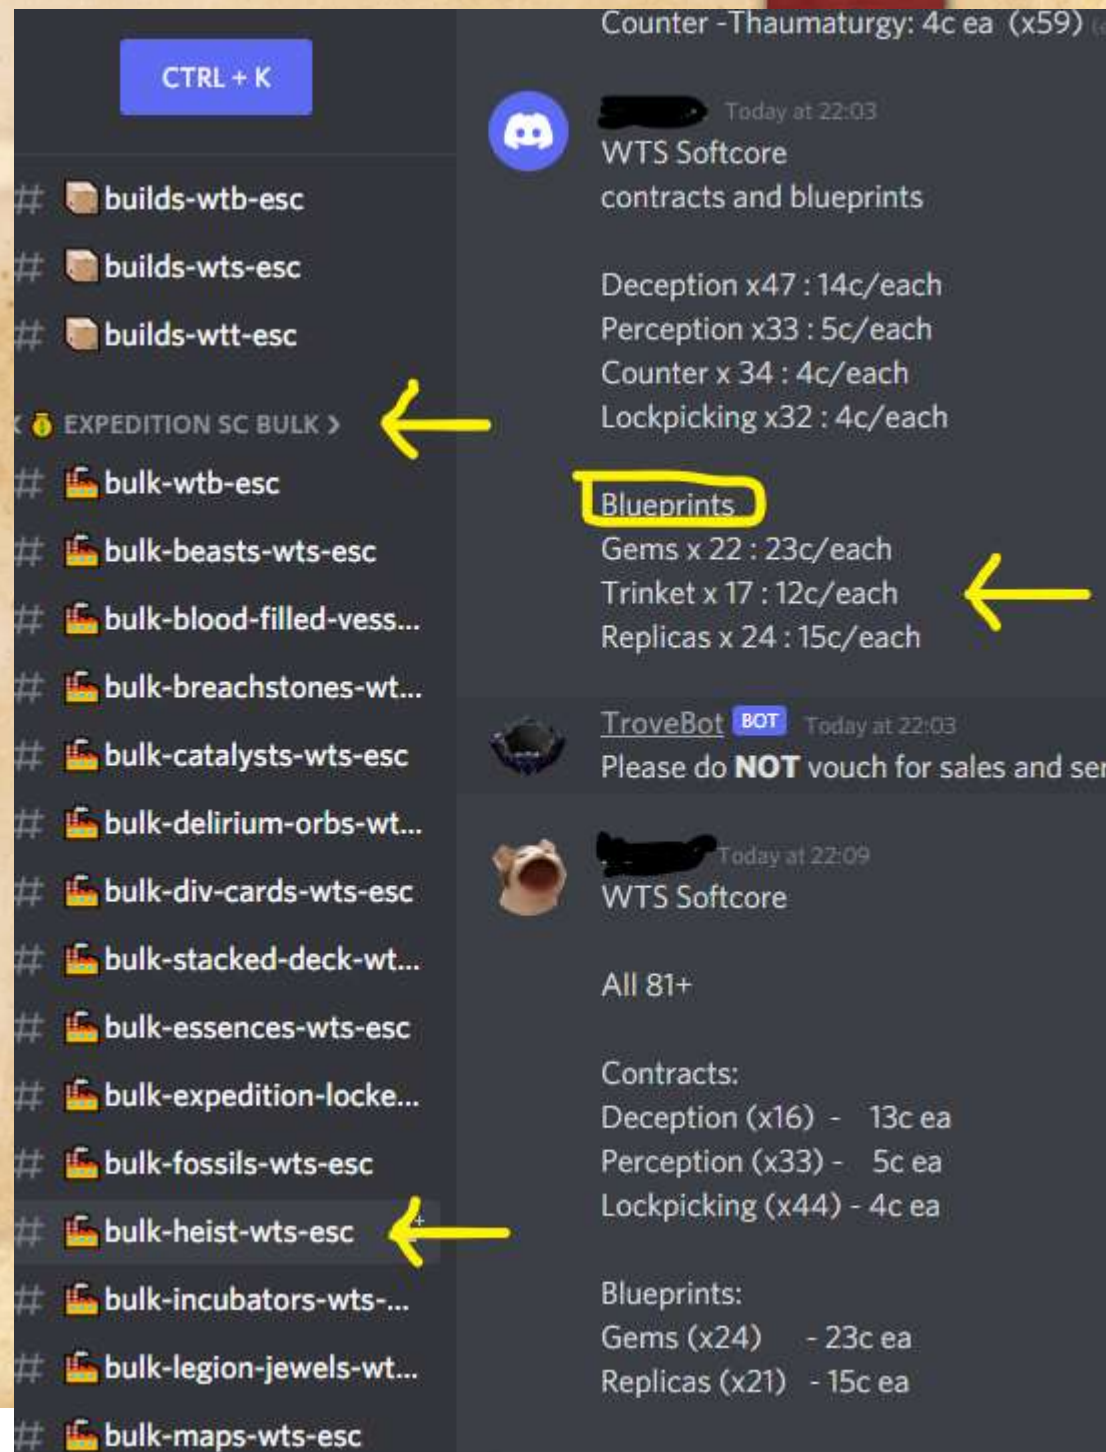 CTRL + K
# builds-wtb-esc
# builds-wts-esc
# builds-wtt-esc
EXPEDITION SC BULK >
# bulk-wtb-esc
# bulk-beasts-wts-esc
# bulk-blood-filled-vess...
# bulk-breachstones-wt...
# bulk-catalysts-wts-esc
# bulk-delirium-orbs-wt...
# bulk-div-cards-wts-esc
# bulk-stacked-deck-wt...
# bulk-essences-wts-esc
# bulk-expedition-locke...
# bulk-fossils-wts-esc
# bulk-heist-wts-esc
# bulk-incubators-wts-...
# bulk-legion-jewels-wt...
# bulk-maps-wts-esc
Counter -Thaumaturgy: 4c ea (x59)
Today at 22:03
WTS Softcore
contracts and blueprints
Deception x47 : 14c/each
Perception x33 : 5c/each
Counter x 34 : 4c/each
Lockpicking x32 : 4c/each
Blueprints
Gems x 22 : 23c/each
Trinket x 17 : 12c/each
Replicas x 24 : 15c/each
TroveBot BOT Today at 22:03
Please do NOT vouch for sales and ser
Today at 22:09
WTS Softcore
All 81+
Contracts:
Deception (x16) - 13c ea
Perception (x33) - 5c ea
Lockpicking (x44) - 4c ea
Blueprints:
Gems (x24) - 23c ea
Replicas (x21) - 15c ea